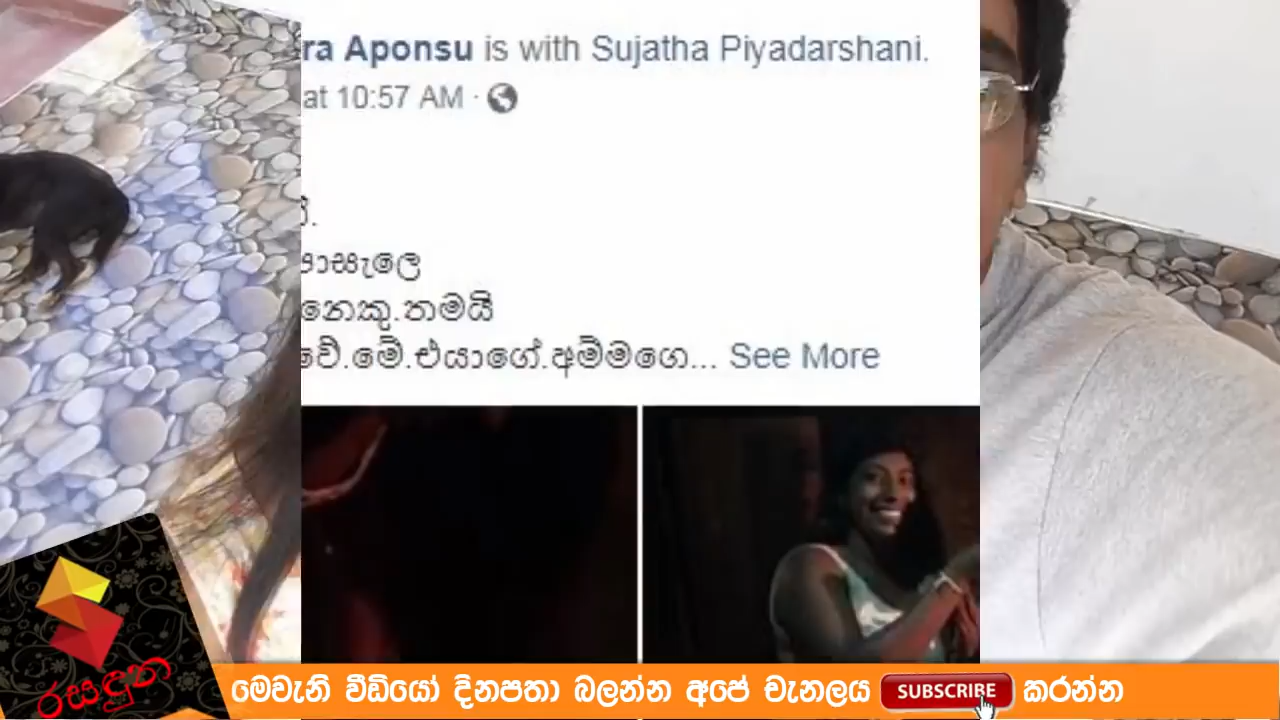 ra Aponsu is with Sujatha Piyadarshani.
at 10:57 AM ·
නෙකු.තමයි
වේ.මේ.එයාගේ.අම්මගෙ... See More
රසඳුන
මෙවැනි වීඩියෝ දිනපතා බලන්න අපේ චැනලය SUBSCRIBE කරන්න